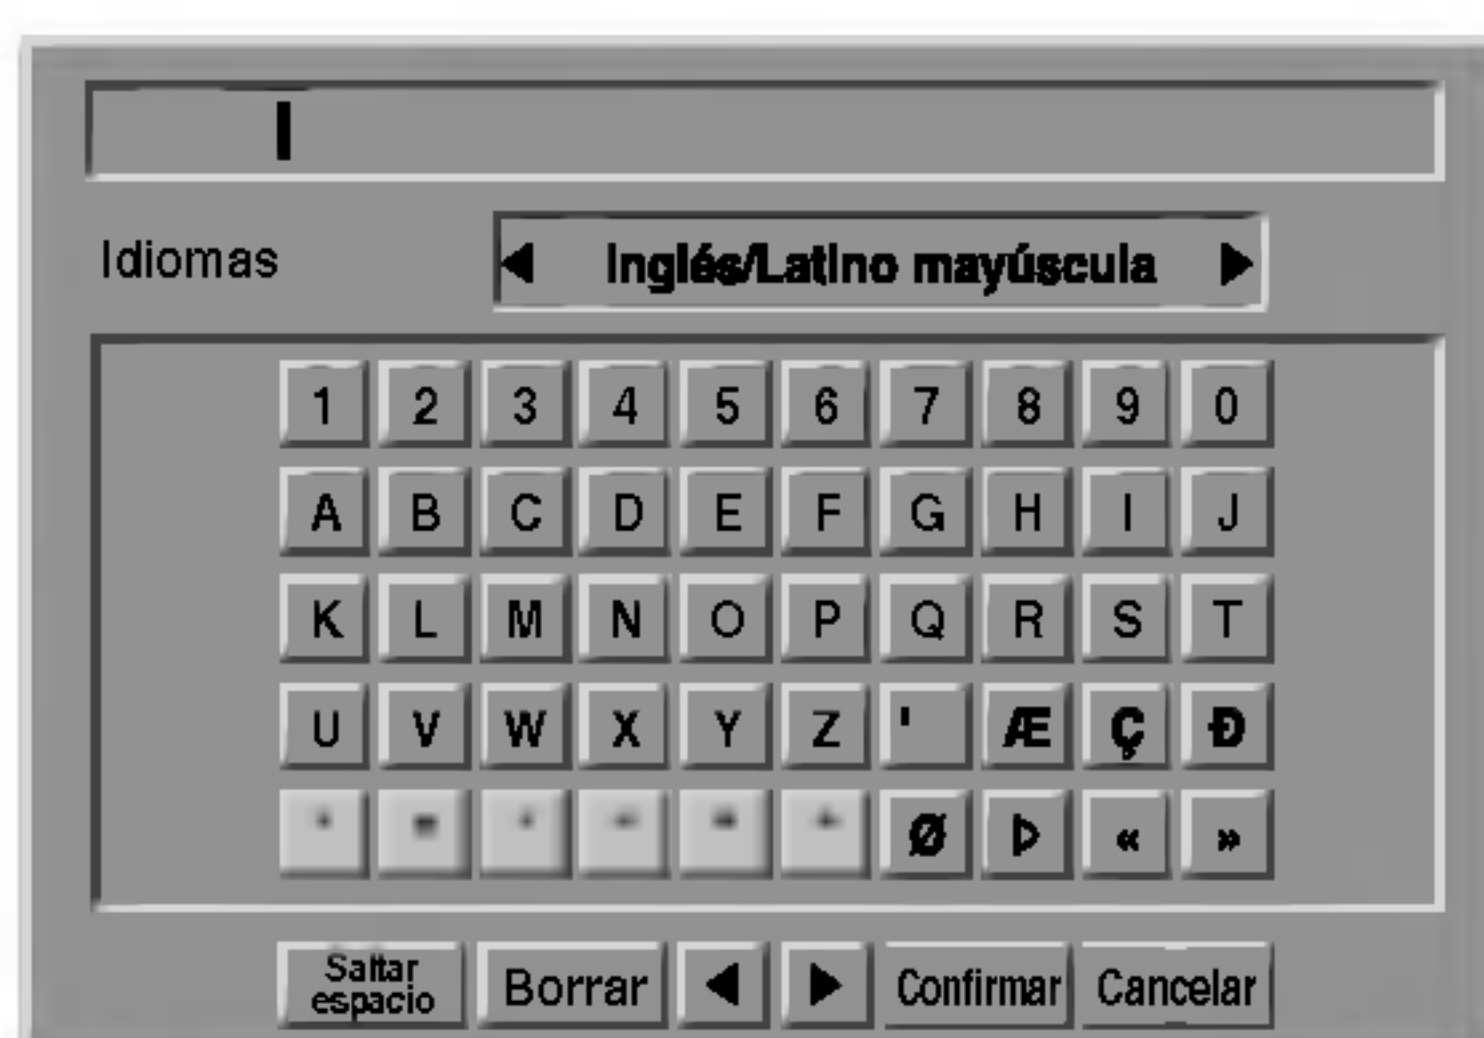 Idiomas ◀ Inglés/Latino mayúscula ▶
1 2 3 4 5 6 7 8 9 0
A B C D E F G H I J
K L M N O P Q R S T
U V W X Y Z ' Æ Ç Đ
Ø Þ « »
Saltar espacio Borrar ◀ ▶ Confirmar Cancelar